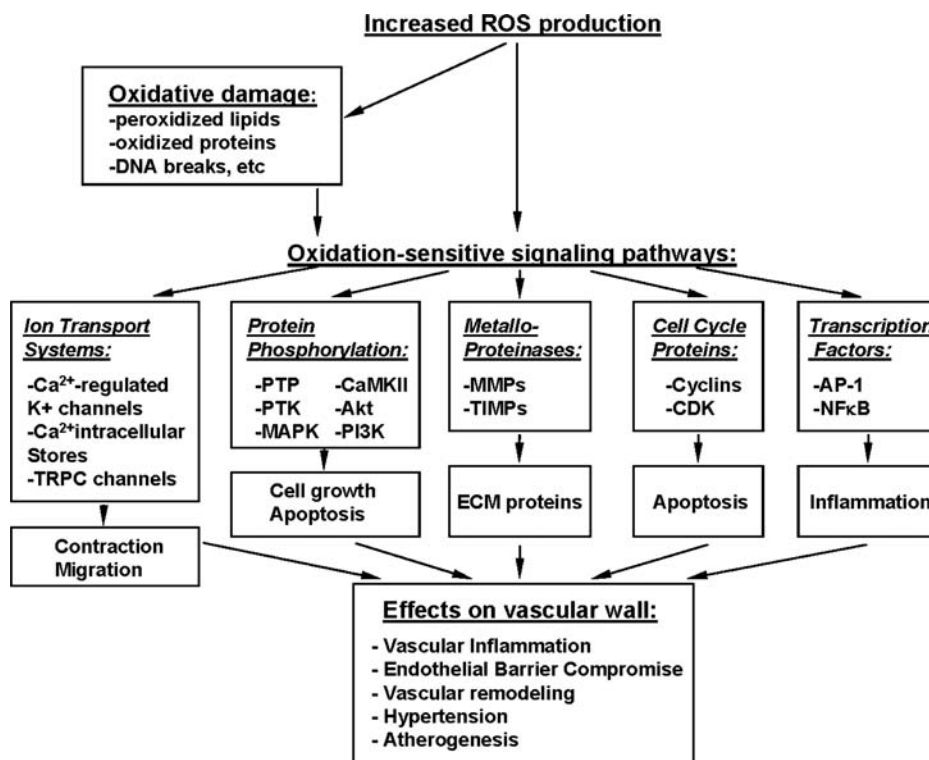 Increased ROS production
Oxidative damage:
-peroxidized lipids
-oxidized proteins
-DNA breaks, etc
Oxidation-sensitive signaling pathways:
Ion Transport
Systems:
-Ca²⁺-regulated
K+ channels
-Ca²⁺intracellular
Stores
-TRPC channels
Contraction
Migration
Protein
Phosphorylation:
-PTP -CaMKII
-PTK -Akt
-MAPK -PI3K
Cell growth
Apoptosis
Metallo-
Proteinases:
-MMPs
-TIMPs
ECM proteins
Cell Cycle
Proteins:
-Cyclins
-CDK
Apoptosis
Transcription
Factors:
-AP-1
-NFκB
Inflammation
Effects on vascular wall:
- Vascular Inflammation
- Endothelial Barrier Compromise
- Vascular remodeling
- Hypertension
- Atherogenesis